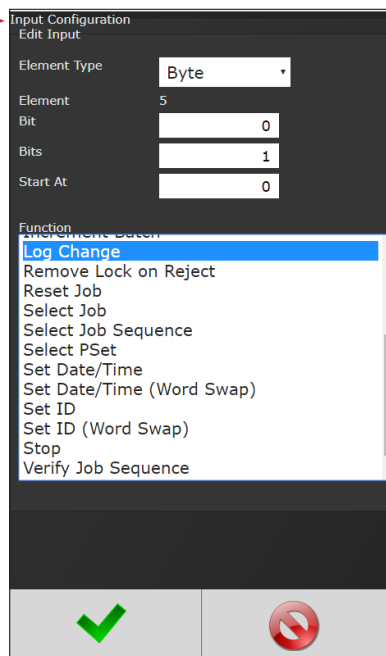 Input Configuration
Edit Input
Element Type
Byte
Element 5
Bit 0
Bits 1
Start At 0
Function
Increment Batch
Log Change
Remove Lock on Reject
Reset Job
Select Job
Select Job Sequence
Select PSet
Set Date/Time
Set Date/Time (Word Swap)
Set ID
Set ID (Word Swap)
Stop
Verify Job Sequence